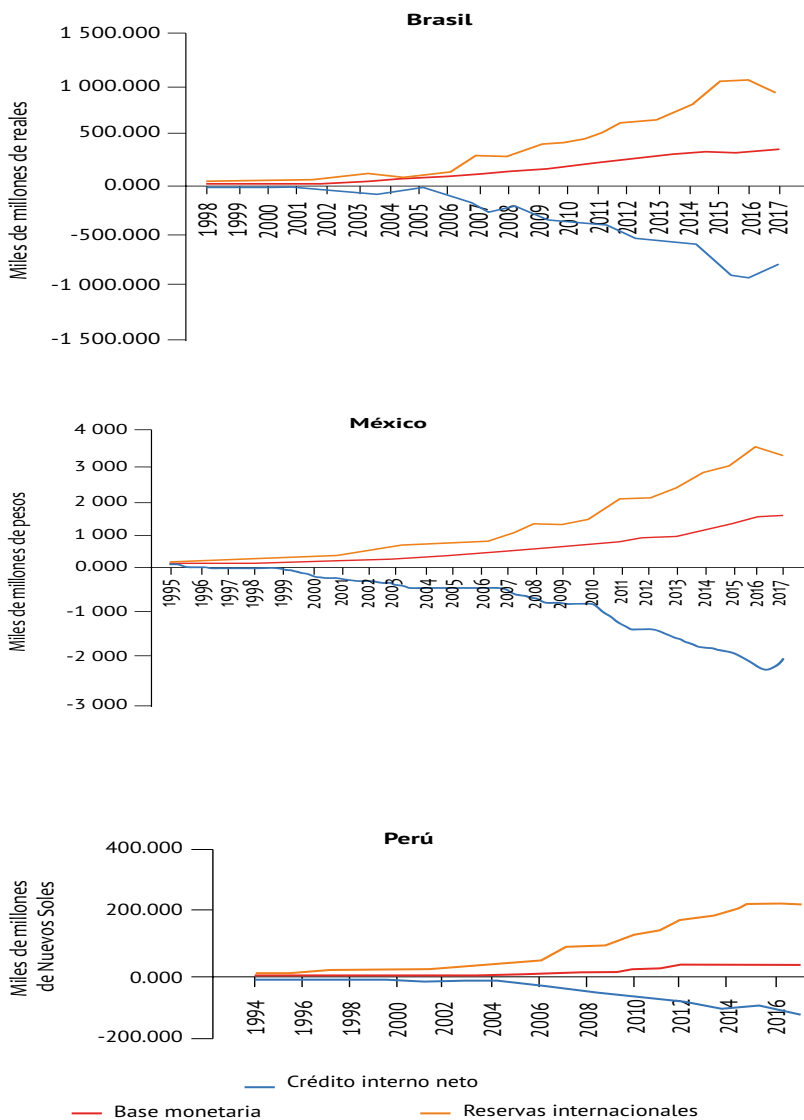 Brasil
Miles de millones de reales
1 500.000
1 000.000
500.000
0.000
-500.000
-1 000.000
-1 500.000
1998 1999 2000 2001 2002 2003 2004 2005 2006 2007 2008 2009 2010 2011 2012 2013 2014 2015 2016 2017
México
Miles de millones de pesos
4 000
3 000
2 000
1 000
0.000
-1 000
-2 000
-3 000
1995 1996 1997 1998 1999 2000 2001 2002 2003 2004 2005 2006 2007 2008 2009 2010 2011 2012 2013 2014 2015 2016 2017
Perú
Miles de millones
de Nuevos Soles
400.000
200.000
0.000
-200.000
1994 1996 1998 2000 2002 2004 2006 2008 2010 2012 2014 2016
Crédito interno neto
Base monetaria
Reservas internacionales